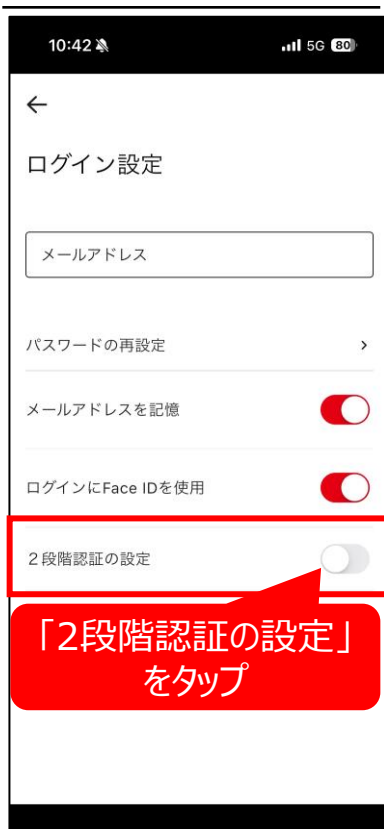 10:42
5G 80
ログイン設定
メールアドレス
パスワードの再設定
メールアドレスを記憶
ログインにFace IDを使用
2段階認証の設定
「2段階認証の設定」
をタップ